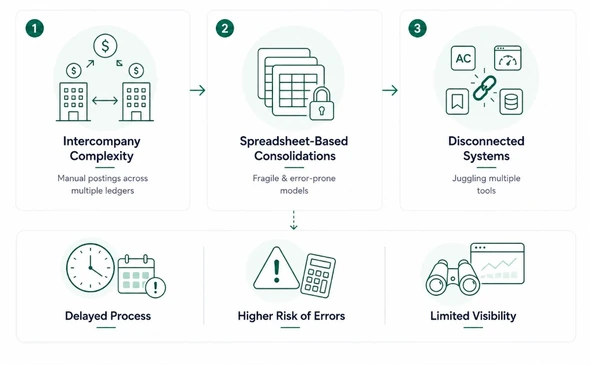 1
$
$
$
Intercompany
Complexity
Manual postings across
multiple ledgers
2
Spreadsheet-Based
Consolidations
Fragile & error-prone
models
3
AC
Disconnected
Systems
Juggling multiple
tools
!
Delayed Process
!
Higher Risk of Errors
Limited Visibility